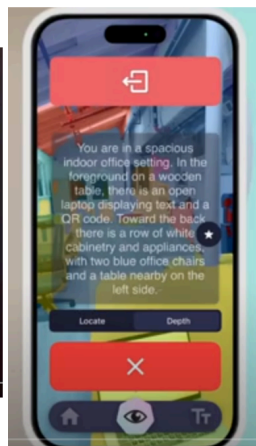 You are in a spacious
indoor office setting. In the
foreground on a wooden
table, there is an open
laptop displaying text and a
QR code. Toward the back
there is a row of white
cabinetry and appliances,
with two blue office chairs
and a table nearby on the
left side.
Locate Depth
TT